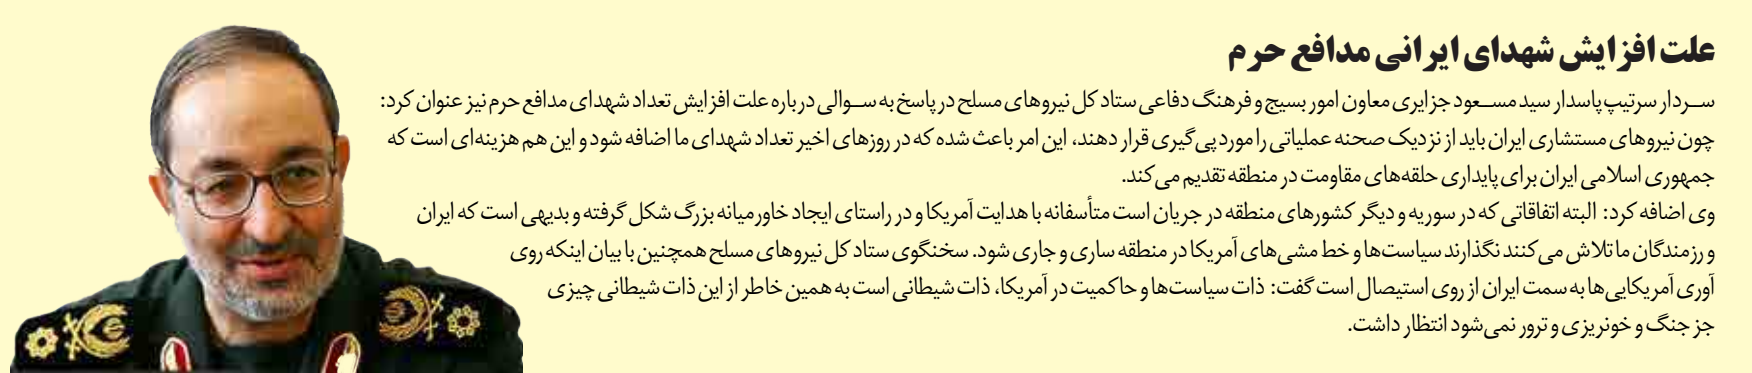 علت افزایش شهدای ایرانی مدافع حرم
سردار سرتیپ پاسدار سید مسعود جزایری معاون امور بسیج و فرهنگ دفاعی ستاد کل نیروهای مسلح در پاسخ به سوالی درباره علت افزایش تعداد شهدای مدافع حرم نیز عنوان کرد:
چون نیروهای مستشاری ایران باید از نزدیک صحنه عملیاتی را مورد پی‌گیری قرار دهند، این امر باعث شده که در روزهای اخیر تعداد شهدای ما اضافه شود و این هم هزینه‌ای است که
جمهوری اسلامی ایران برای پایداری حلقه‌های مقاومت در منطقه تقدیم می‌کند.
وی اضافه کرد: البته اتفاقاتی که در سوریه و دیگر کشورهای منطقه در جریان است متأسفانه با هدایت آمریکا و در راستای ایجاد خاورمیانه بزرگ شکل گرفته و بدیهی است که ایران
و رزمندگان ما تلاش می‌کنند نگذارند سیاست‌ها و خط مشی‌های آمریکا در منطقه ساری و جاری شود. سخنگوی ستاد کل نیروهای مسلح همچنین با بیان اینکه روی
آوری آمریکایی‌ها به سمت ایران از روی استیصال است گفت: ذات سیاست‌ها و حاکمیت در آمریکا، ذات شیطانی است به همین خاطر از این ذات شیطانی چیزی
جز جنگ و خونریزی و ترور نمی‌شود انتظار داشت.